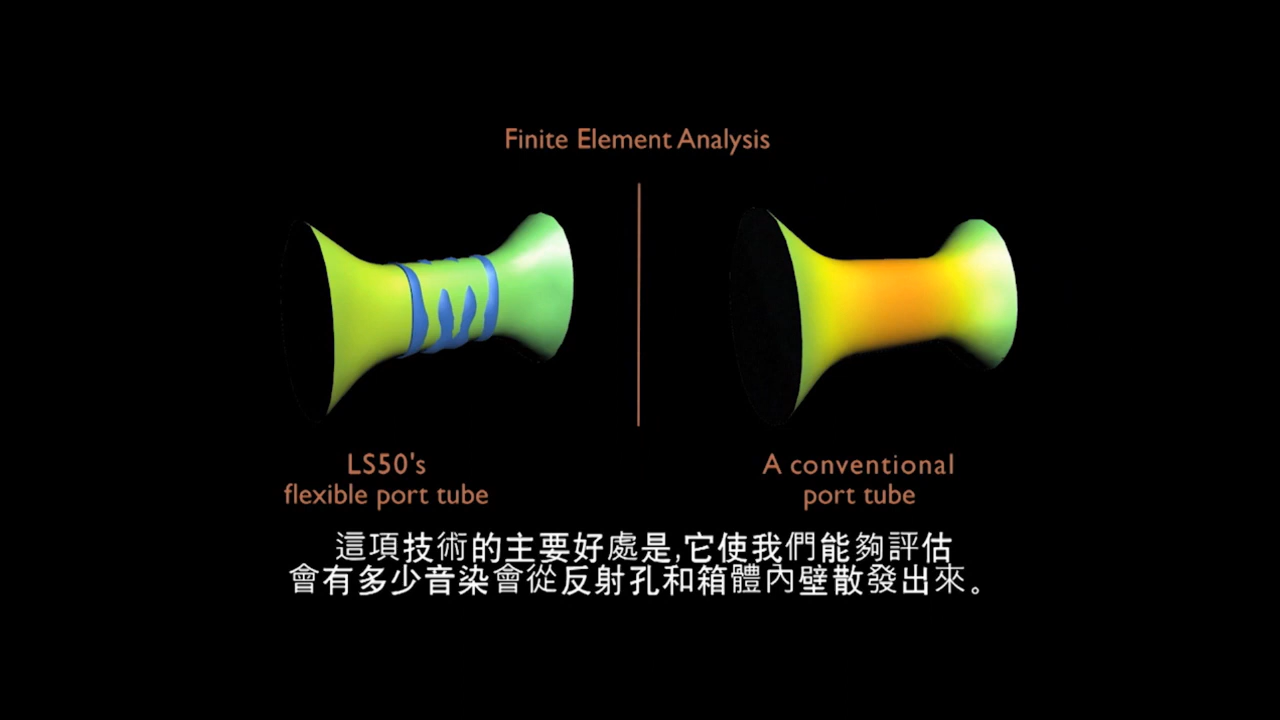 Finite Element Analysis
LS50's
flexible port tube
A conventional
port tube
這項技術的主要好處是,它使我們能夠評估
會有多少音染會從反射孔和箱體內壁散發出來。